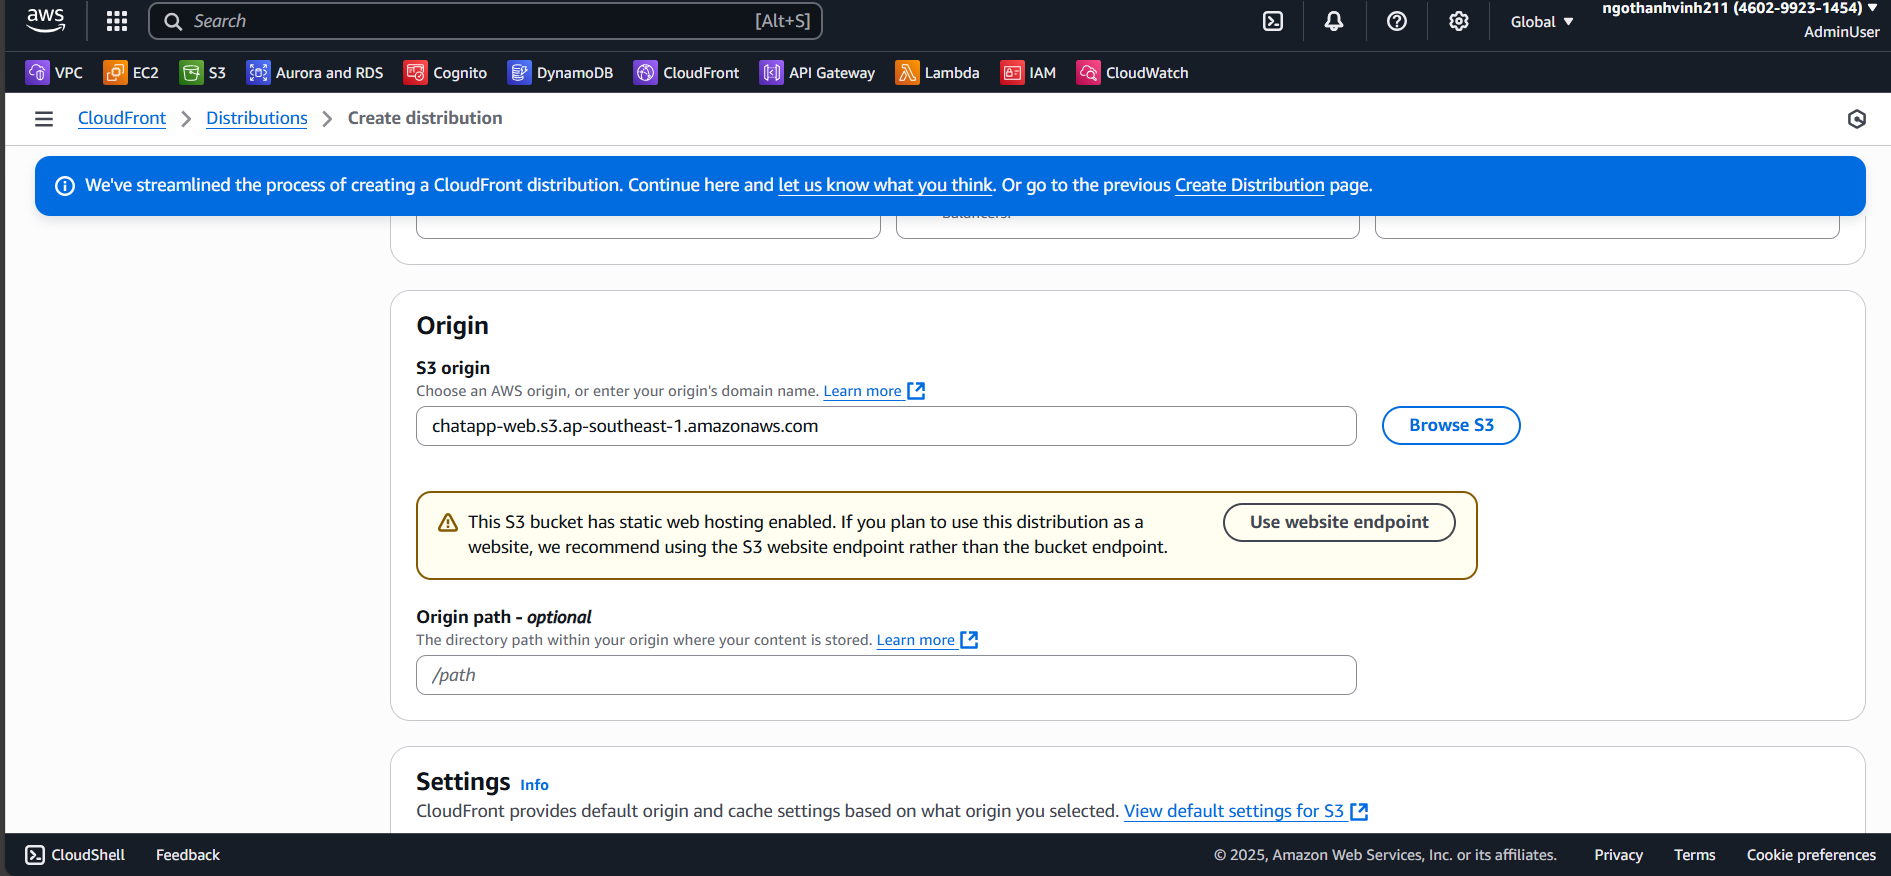 aws
Search [Alt+S]
Global
ngothanhvinh211 (4602-9923-1454)
AdminUser
VPC EC2 S3 Aurora and RDS Cognito DynamoDB CloudFront API Gateway Lambda IAM CloudWatch
CloudFront Distributions Create distribution
We've streamlined the process of creating a CloudFront distribution. Continue here and let us know what you think. Or go to the previous Create Distribution page.
balancers.
Origin
S3 origin
Choose an AWS origin, or enter your origin's domain name. Learn more
chatapp-web.s3.ap-southeast-1.amazonaws.com
Browse S3
This S3 bucket has static web hosting enabled. If you plan to use this distribution as a
website, we recommend using the S3 website endpoint rather than the bucket endpoint.
Use website endpoint
Origin path - optional
The directory path within your origin where your content is stored. Learn more
/path
Settings Info
CloudFront provides default origin and cache settings based on what origin you selected. View default settings for S3
CloudShell Feedback © 2025, Amazon Web Services, Inc. or its affiliates. Privacy Terms Cookie preferences